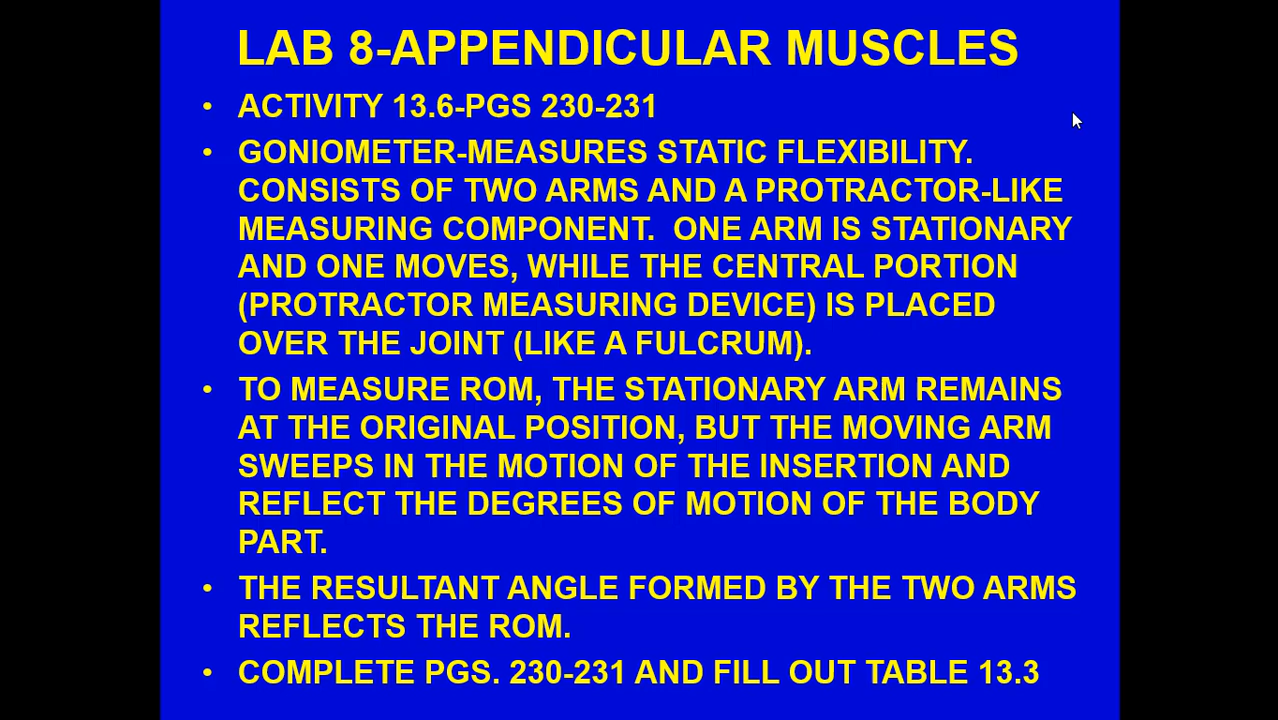 LAB 8-APPENDICULAR MUSCLES
• ACTIVITY 13.6-PGS 230-231
• GONIOMETER-MEASURES STATIC FLEXIBILITY.
CONSISTS OF TWO ARMS AND A PROTRACTOR-LIKE
MEASURING COMPONENT.  ONE ARM IS STATIONARY
AND ONE MOVES, WHILE THE CENTRAL PORTION
(PROTRACTOR MEASURING DEVICE) IS PLACED
OVER THE JOINT (LIKE A FULCRUM).
• TO MEASURE ROM, THE STATIONARY ARM REMAINS
AT THE ORIGINAL POSITION, BUT THE MOVING ARM
SWEEPS IN THE MOTION OF THE INSERTION AND
REFLECT THE DEGREES OF MOTION OF THE BODY
PART.
• THE RESULTANT ANGLE FORMED BY THE TWO ARMS
REFLECTS THE ROM.
• COMPLETE PGS. 230-231 AND FILL OUT TABLE 13.3